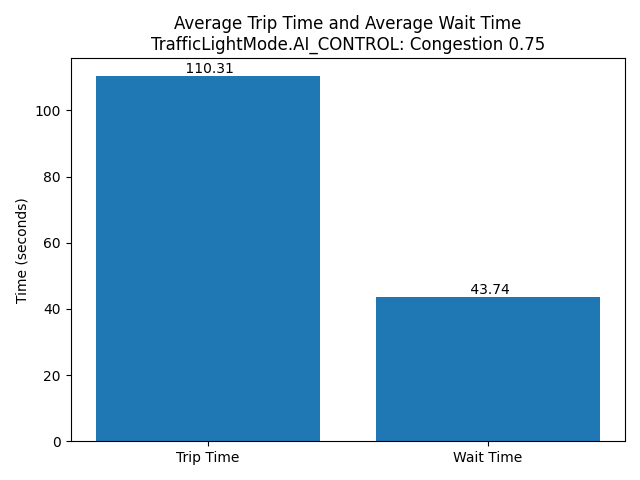 Average Trip Time and Average Wait Time
TrafficLightMode.AI_CONTROL: Congestion 0.75
110.31
43.74
Time (seconds)
100
80
60
40
20
0
Trip Time
Wait Time